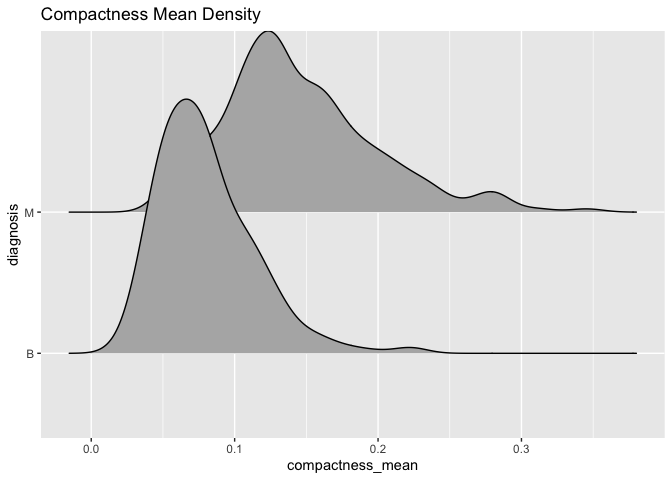 Compactness Mean Density
diagnosis
M
B
0.0 0.1 0.2 0.3
compactness_mean